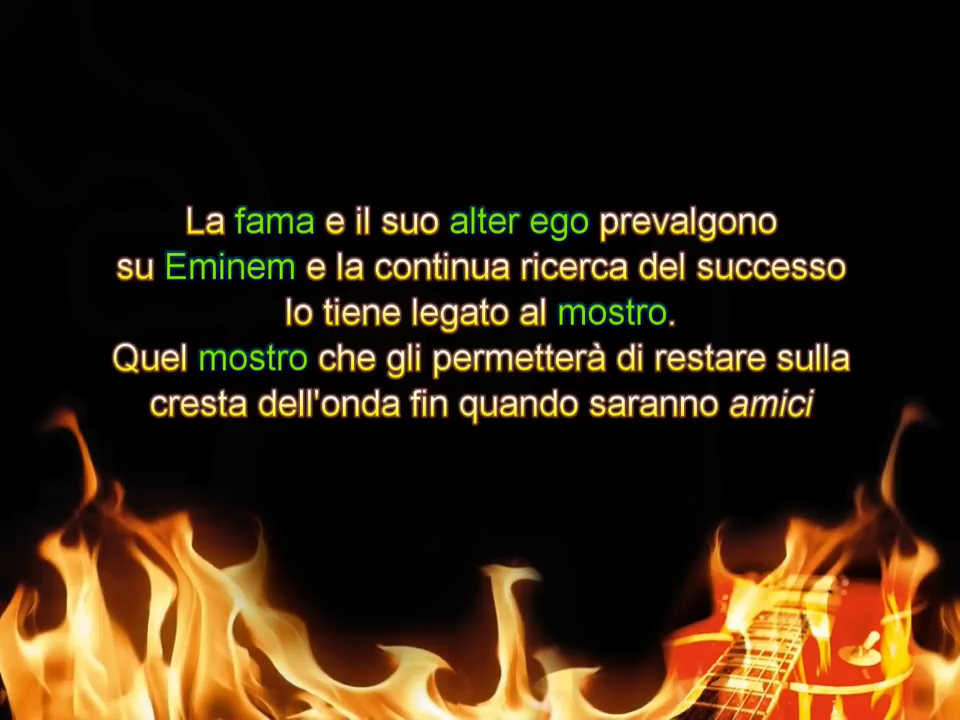 La fama e il suo alter ego prevalgono
su Eminem e la continua ricerca del successo
lo tiene legato al mostro.
Quel mostro che gli permetterà di restare sulla
cresta dell'onda fin quando saranno amici